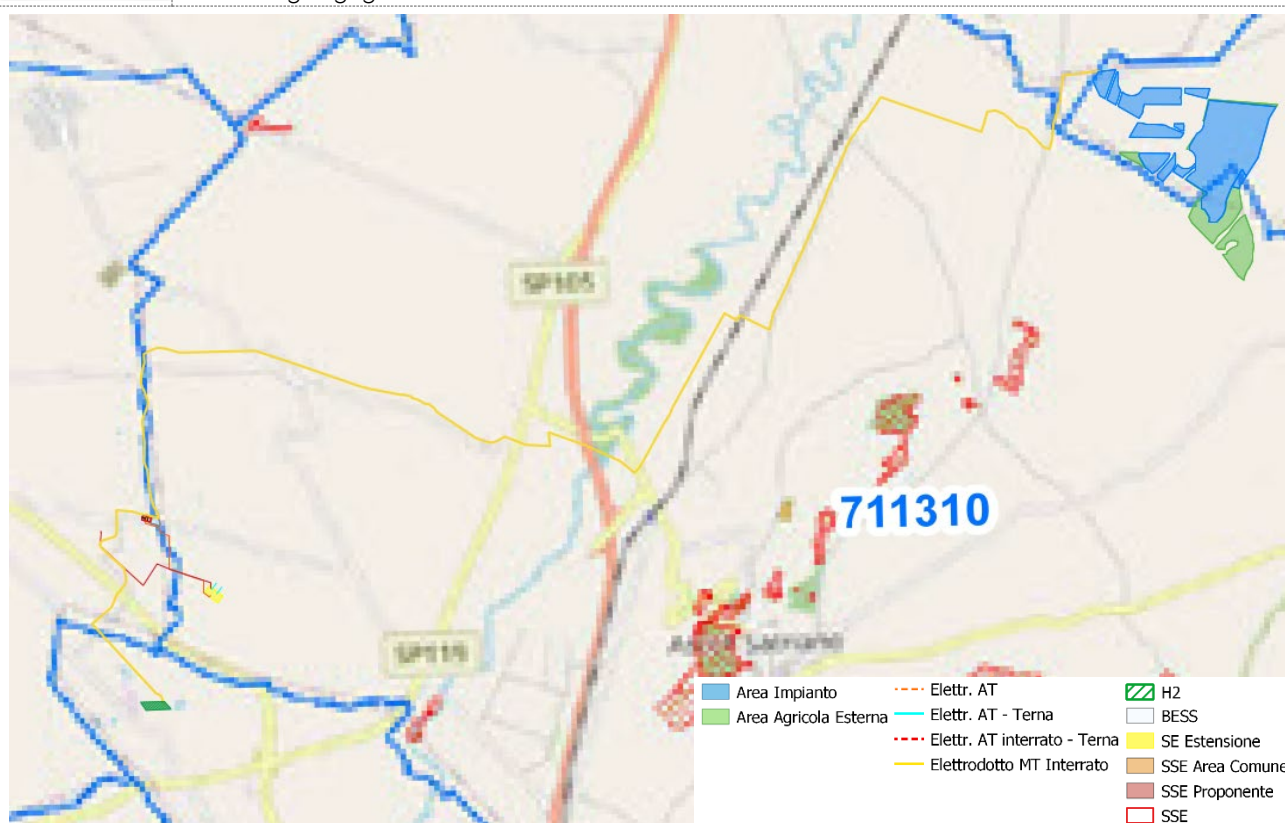 SP105
711310
SP119
Area Impianto
Area Agricola Esterna
Elettr. AT
Elettr. AT - Terna
Elettr. AT interrato - Terna
Elettrodotto MT Interrato
H2
BESS
SE Estensione
SSE Area Comune
SSE Proponente
SSE